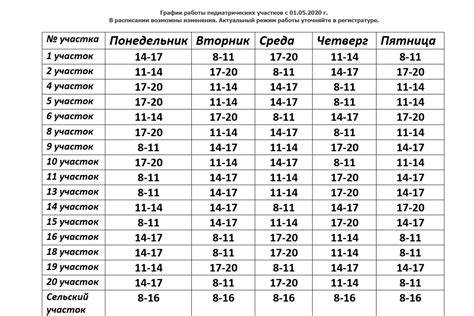 График работы педиатрических участков с 01.05.2020 г.
В расписании возможны изменения. Актуальный режим работы уточняйте в регистратуре.
№ участка Понедельник Вторник Среда Четверг Пятница
1 участок 14-17 8-11 17-20 11-14 8-17
2 участок 11-14 17-20 8-11 14-17 17-20
4 участок 17-20 11-14 14-17 8-11 11-14
5 участок 17-20 11-14 14-17 8-11 11-14
6 участок 11-14 17-20 8-11 14-17 17-20
8 участок 17-20 11-14 14-17 8-11 11-14
9 участок 8-11 14-17 11-14 17-20 14-17
10 участок 17-20 11-14 14-17 8-11 11-14
11 участок 8-11 14-17 11-14 17-20 14-17
13 участок 8-11 14-17 11-14 17-20 14-17
14 участок 11-14 17-20 8-11 14-17 17-20
15 участок 8-11 14-17 11-14 17-20 14-17
16 участок 14-17 8-11 17-20 11-14 8-11
18 участок 14-17 8-11 17-20 11-14 8-11
19 участок 11-14 17-20 8-11 14-17 17-20
20 участок 14-17 8-11 17-20 11-14 8-11
Сельский 8-16 8-16 8-16 8-16 8-16
участок